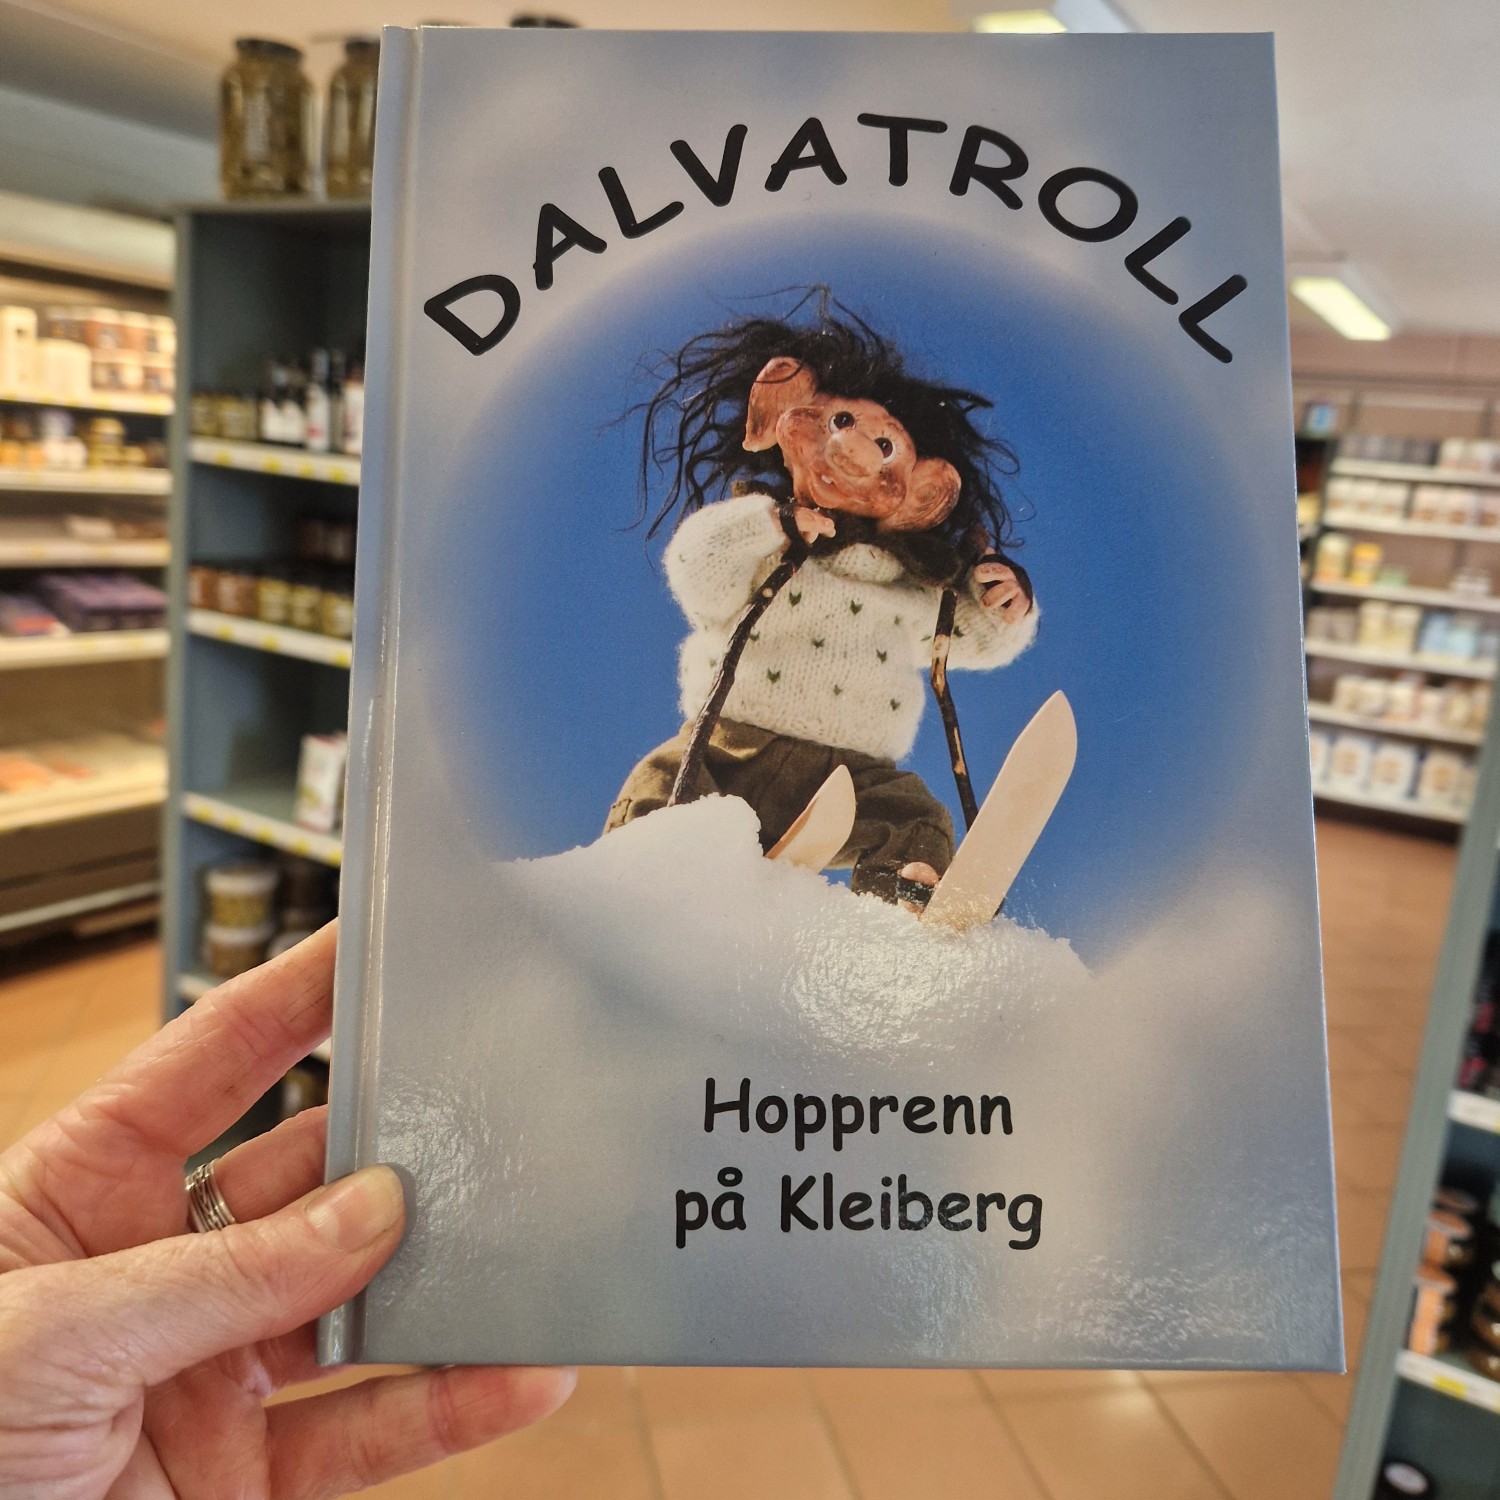 DALVATROLL
Hopprenn
på Kleiberg